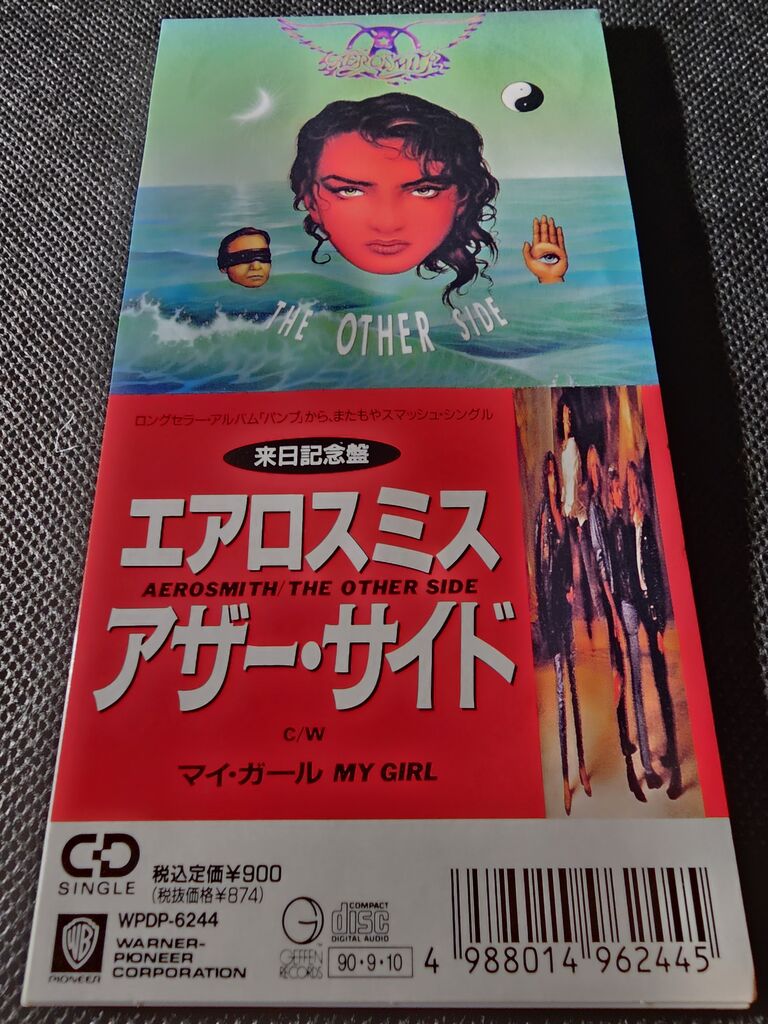 AEROSMITH
THE OTHER SIDE
ロングセラー・アルバム「パンプ」から、またもやスマッシュ・シングル
来日記念盤
エアロスミス
AEROSMITH/THE OTHER SIDE
アザー・サイド
C/W
マイ・ガール MY GIRL
CD
SINGLE
税込定価¥900
(税抜価格¥874)
WPDP-6244
WB
PIONEER
WARNER-
PIONEER
CORPORATION
G
GEFFEN
RECORDS
COMPACT
disc
DIGITAL AUDIO
90・9・10
4 988014 962445